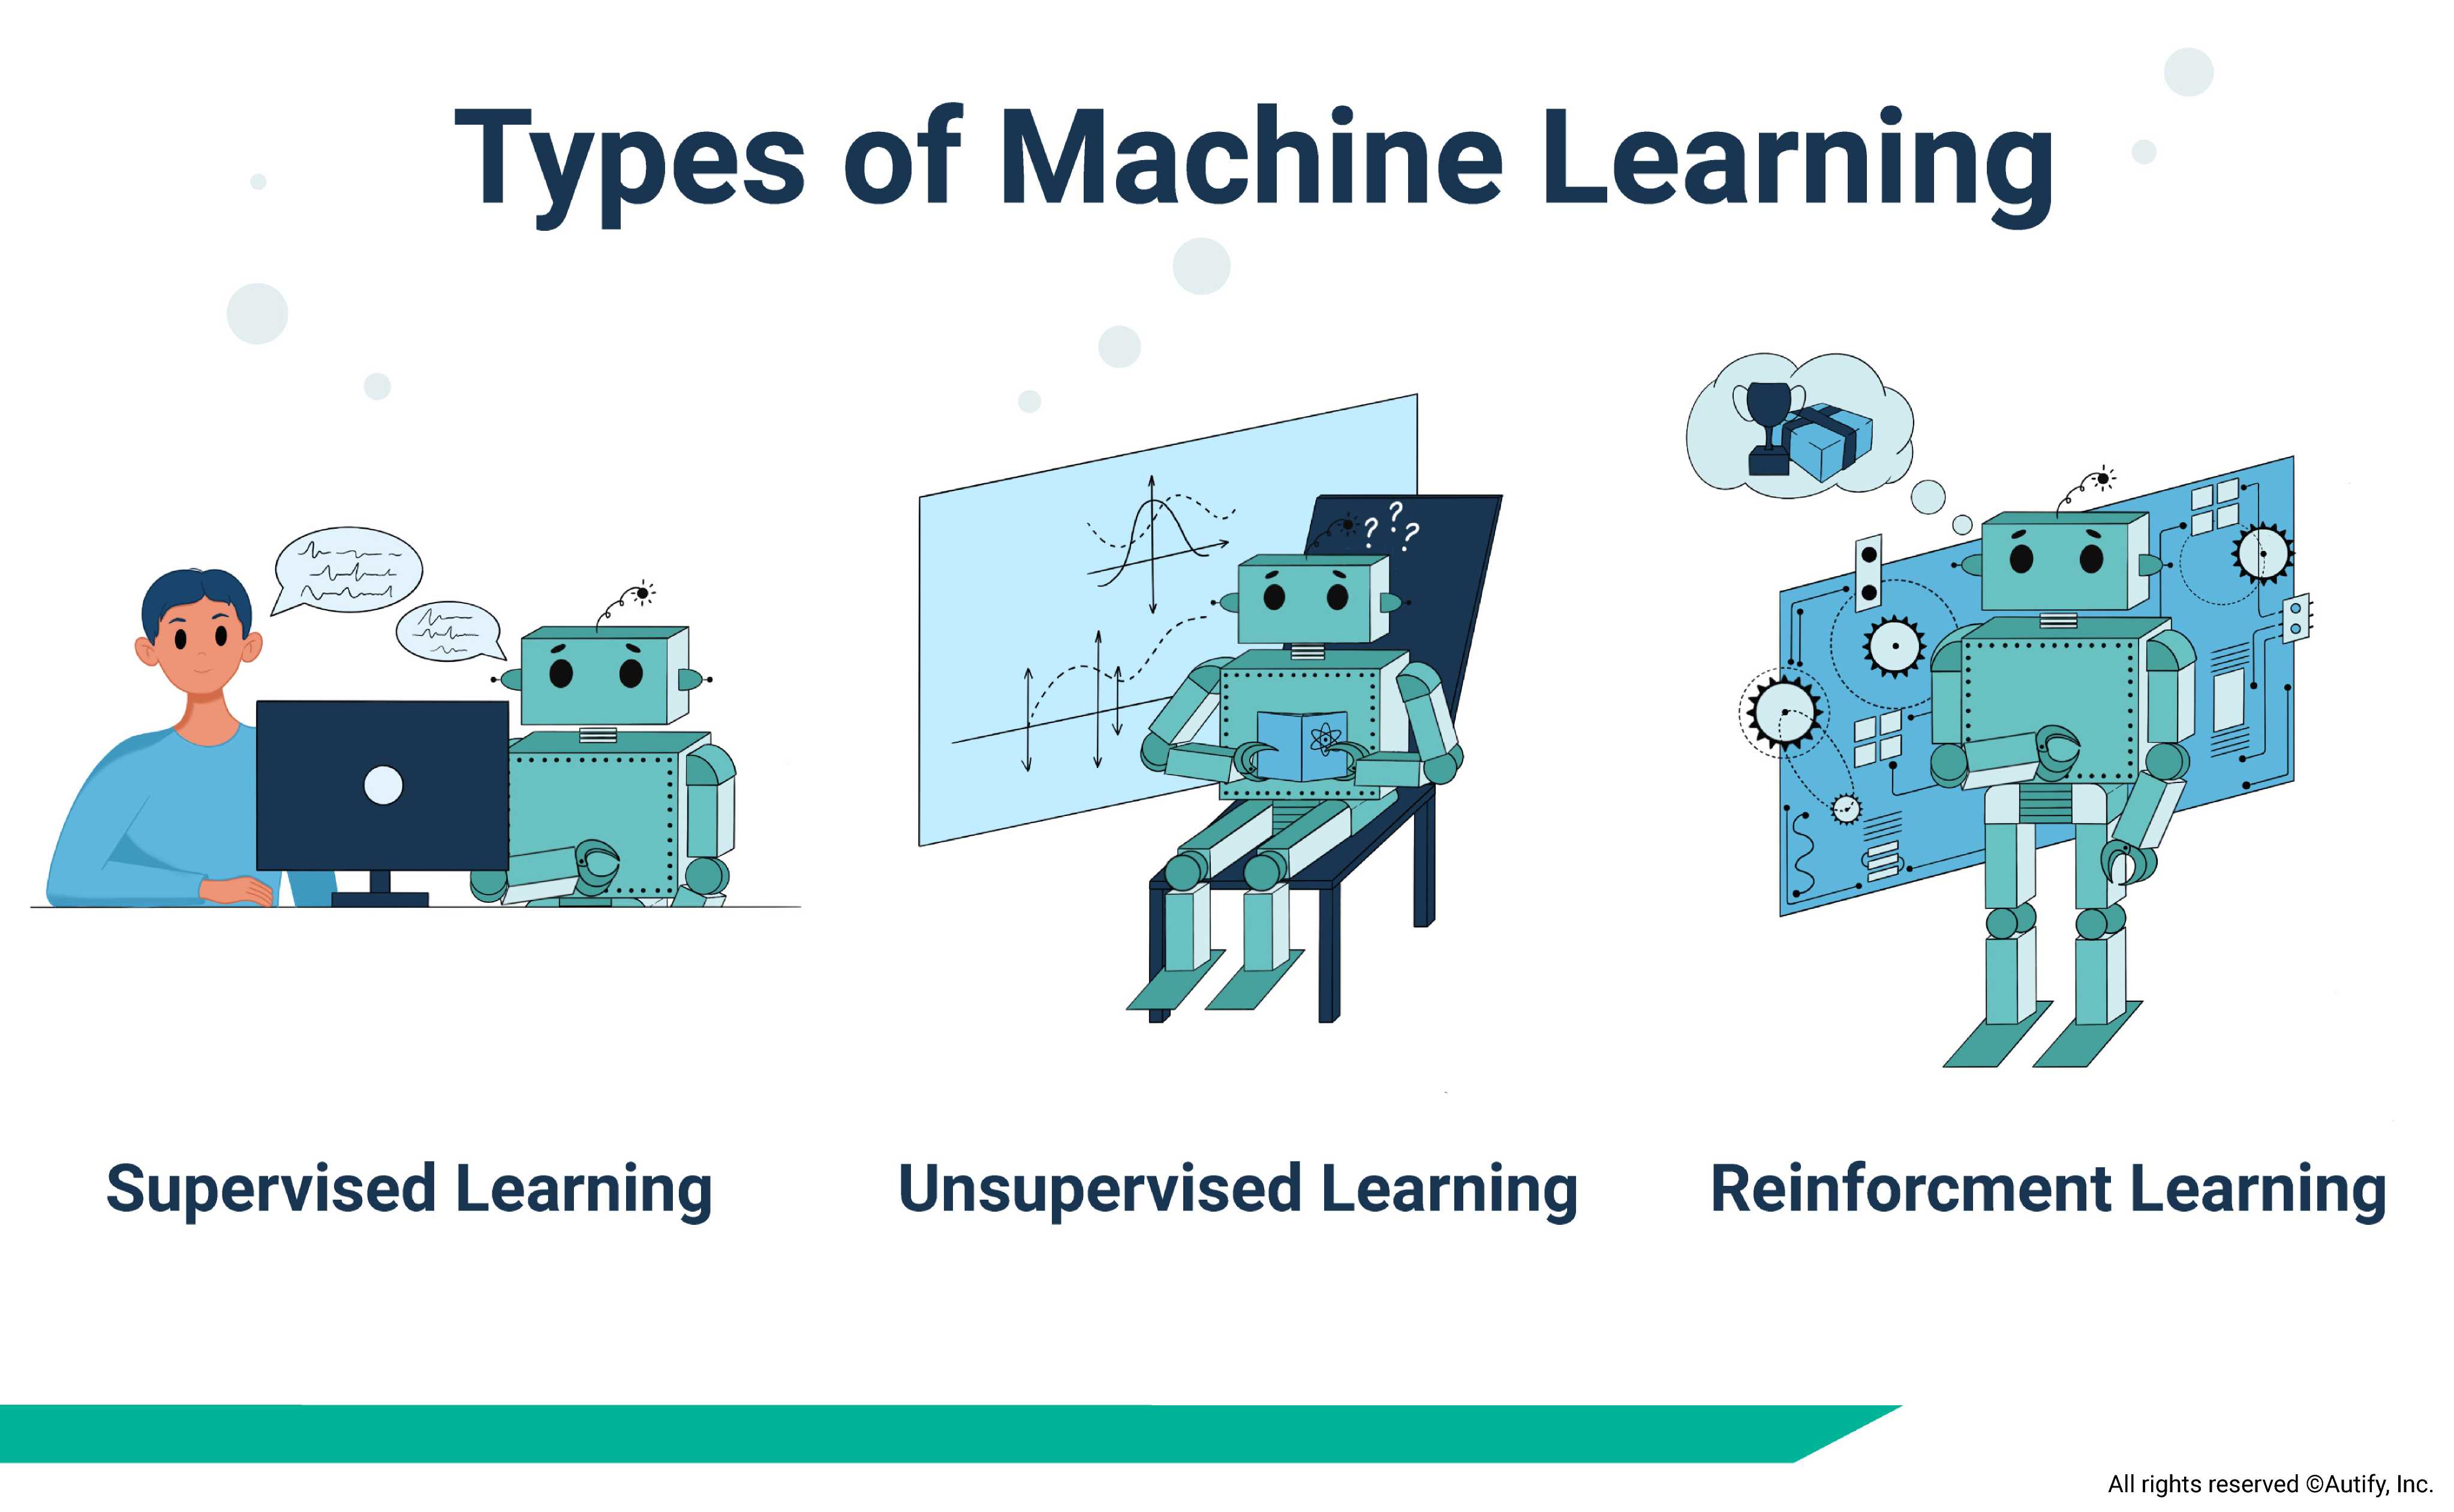 Types of Machine Learning
? ? ?
Supervised Learning
Unsupervised Learning
Reinforcment Learning
All rights reserved ©Autify, Inc.